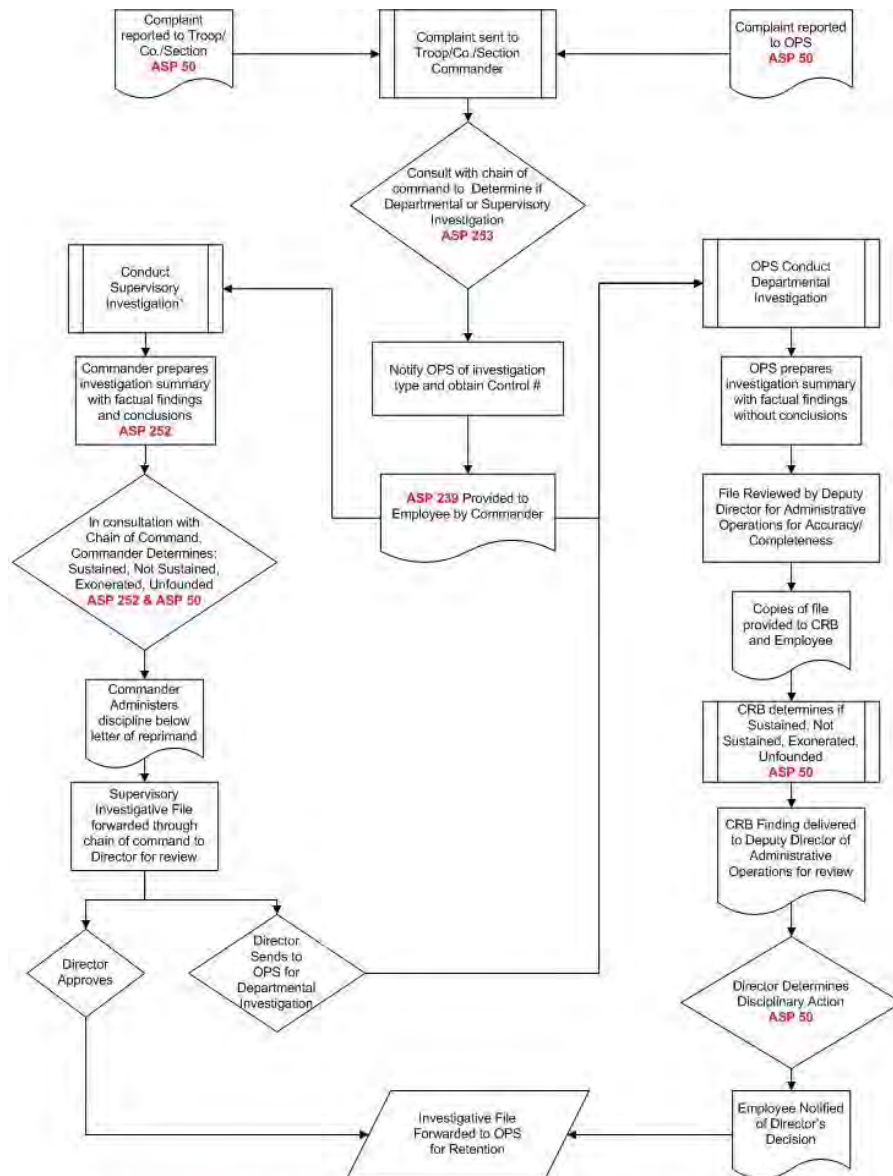 Complaint
reported to Troop/
Co./Section
ASP 50
Complaint sent to
Troop/Co./Section
Commander
Complaint reported
to OPS
ASP 50
Consult with chain of
command to Determine if
Departmental or Supervisory
Investigation
ASP 253
Conduct
Supervisory
Investigation*
OPS Conduct
Departmental
Investigation
Notify OPS of investigation
type and obtain Control #
Commander prepares
investigation summary
with factual findings
and conclusions
ASP 252
OPS prepares
investigation summary
with factual findings
without conclusions
ASP 239 Provided to
Employee by Commander
File Reviewed by Deputy
Director for Administrative
Operations for Accuracy/
Completeness
In consultation with
Chain of Command,
Commander Determines:
Sustained, Not Sustained,
Exonerated, Unfounded
ASP 252 & ASP 50
Copies of file
provided to CRB
and Employee
Commander
Administers
discipline below
letter of reprimand
CRB determines if
Sustained, Not
Sustained, Exonerated,
Unfounded
ASP 50
Supervisory
Investigative File
forwarded through
chain of command to
Director for review
CRB Finding delivered
to Deputy Director of
Administrative
Operations for review
Director
Approves
Director
Sends to
OPS for
Departmental
Investigation
Director Determines
Disciplinary Action
ASP 50
Investigative File
Forwarded to OPS
for Retention
Employee Notified
of Director's
Decision